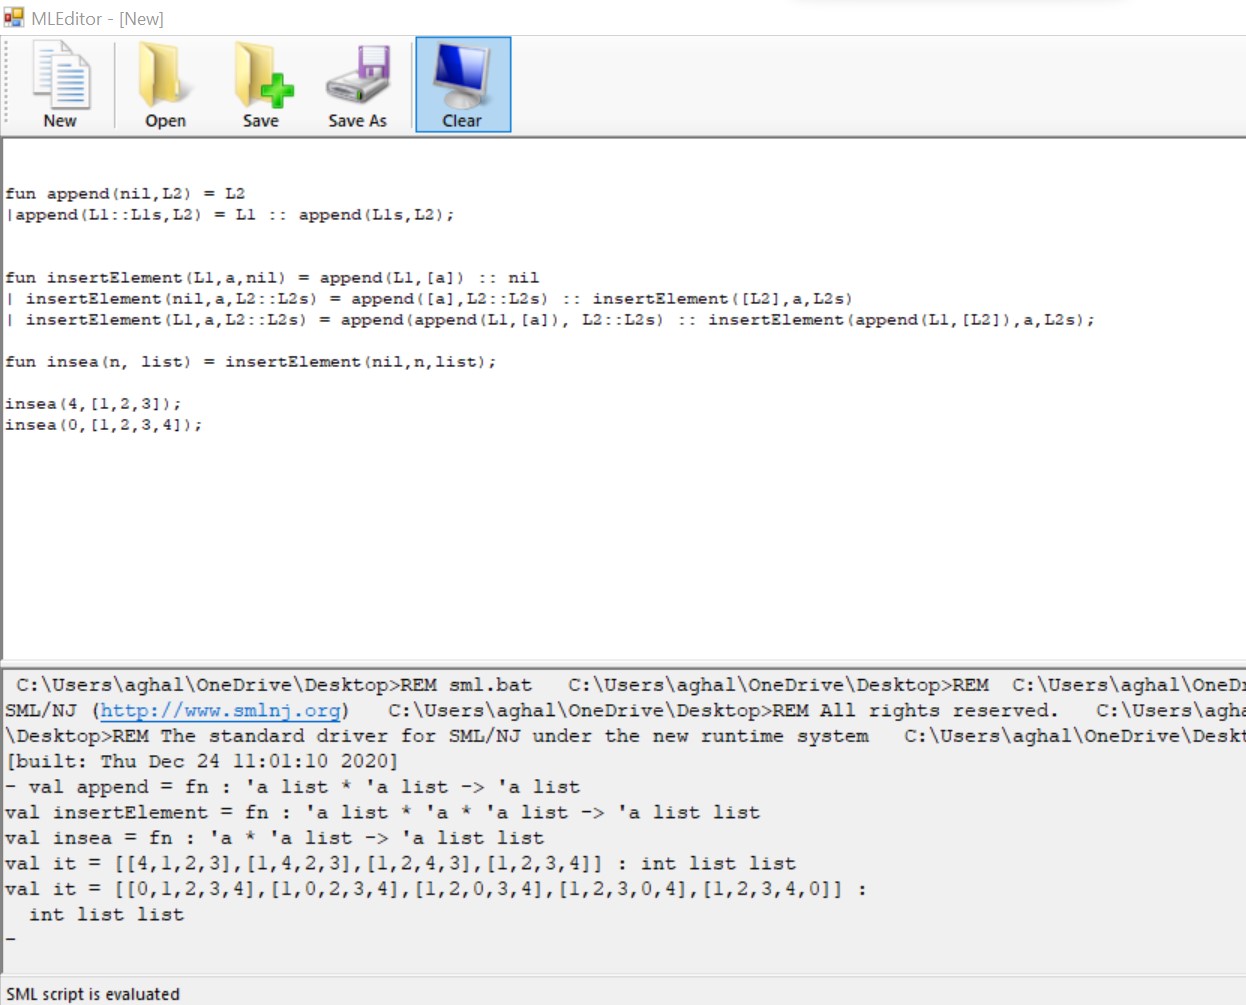 MLEditor - [New]
New Open Save Save As Clear
fun append(nil,L2) = L2
|append(L1::L1s,L2) = L1 :: append(L1s,L2);
fun insertElement(L1,a,nil) = append(L1,[a]) :: nil
| insertElement(nil,a,L2::L2s) = append([a],L2::L2s) :: insertElement([L2],a,L2s)
| insertElement(L1,a,L2::L2s) = append(append(L1,[a]), L2::L2s) :: insertElement(append(L1,[L2]),a,L2s);
fun insea(n, list) = insertElement(nil,n,list);
insea(4,[1,2,3]);
insea(0,[1,2,3,4]);
C:\Users\aghal\OneDrive\Desktop>REM sml.bat C:\Users\aghal\OneDrive\Desktop>REM C:\Users\aghal\OneD
SML/NJ (http://www.smlnj.org) C:\Users\aghal\OneDrive\Desktop>REM All rights reserved. C:\Users\agha
\Desktop>REM The standard driver for SML/NJ under the new runtime system C:\Users\aghal\OneDrive\Deskt
[built: Thu Dec 24 11:01:10 2020]
- val append = fn : 'a list * 'a list -> 'a list
val insertElement = fn : 'a list * 'a * 'a list -> 'a list list
val insea = fn : 'a * 'a list -> 'a list list
val it = [[4,1,2,3],[1,4,2,3],[1,2,4,3],[1,2,3,4]] : int list list
val it = [[0,1,2,3,4],[1,0,2,3,4],[1,2,0,3,4],[1,2,3,0,4],[1,2,3,4,0]] :
int list list
-
SML script is evaluated